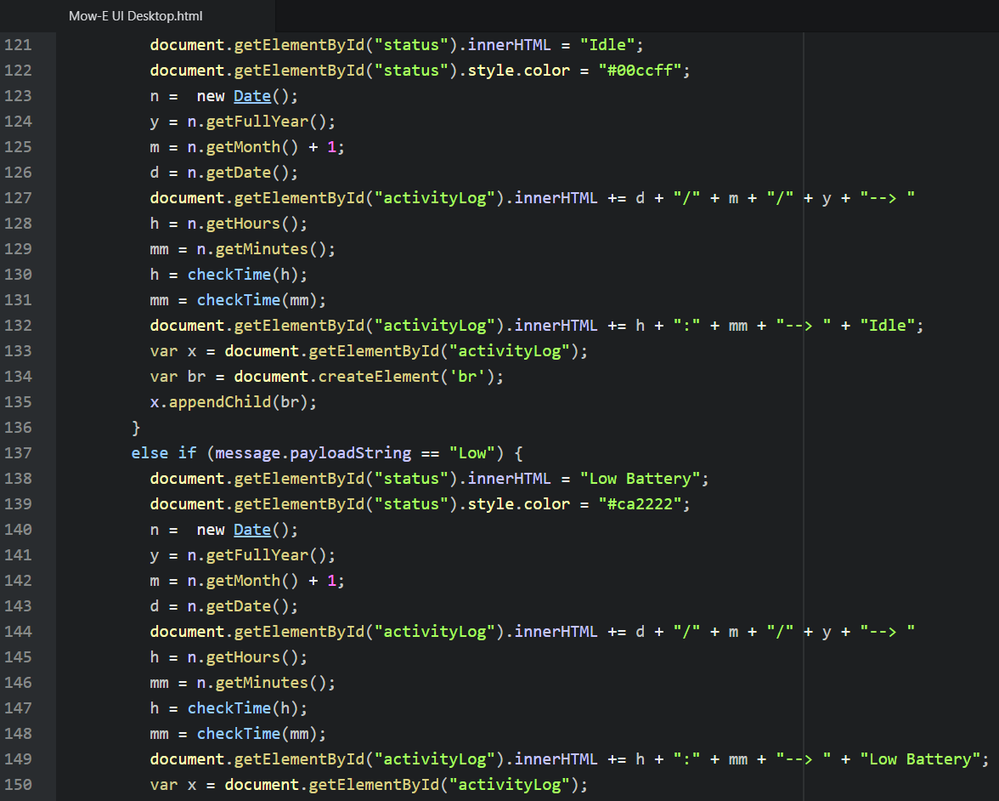 Mow-E UI Desktop.html
121 document.getElementById("status").innerHTML = "Idle";
122 document.getElementById("status").style.color = "#00ccff";
123 n =  new Date();
124 y = n.getFullYear();
125 m = n.getMonth() + 1;
126 d = n.getDate();
127 document.getElementById("activityLog").innerHTML += d + "/" + m + "/" + y + "--> "
128 h = n.getHours();
129 mm = n.getMinutes();
130 h = checkTime(h);
131 mm = checkTime(mm);
132 document.getElementById("activityLog").innerHTML += h + ":" + mm + "--> " + "Idle";
133 var x = document.getElementById("activityLog");
134 var br = document.createElement('br');
135 x.appendChild(br);
136 }
137 else if (message.payloadString == "Low") {
138 document.getElementById("status").innerHTML = "Low Battery";
139 document.getElementById("status").style.color = "#ca2222";
140 n =  new Date();
141 y = n.getFullYear();
142 m = n.getMonth() + 1;
143 d = n.getDate();
144 document.getElementById("activityLog").innerHTML += d + "/" + m + "/" + y + "--> "
145 h = n.getHours();
146 mm = n.getMinutes();
147 h = checkTime(h);
148 mm = checkTime(mm);
149 document.getElementById("activityLog").innerHTML += h + ":" + mm + "--> " + "Low Battery";
150 var x = document.getElementById("activityLog");